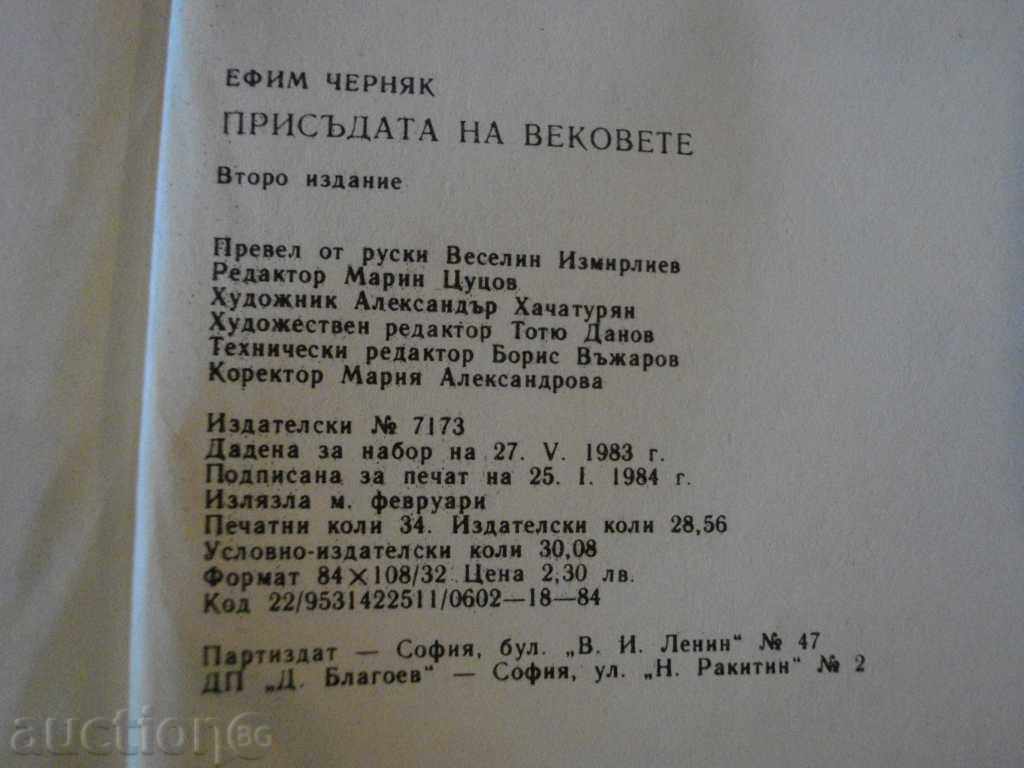 ЕФИМ ЧЕРНЯК
ПРИСЪДАТА НА ВЕКОВЕТЕ
Второ издание
Превел от руски Веселин Измирлиев
Редактор Марин Цуцов
Художник Александър Хачатурян
Художествен редактор Тотю Данов
Технически редактор Борис Въжаров
Коректор Мария Александрова
Издателски № 7173
Дадена за набор на 27. V. 1983 г.
Подписана за печат на 25. I. 1984 г.
Излязла м. февруари
Печатни коли 34. Издателски коли 28,56
Условно-издателски коли 30,08
Формат 84×108/32 Цена 2,30 лв.
Код 22/9531422511/0602—18—84
Партиздат — София, бул. „В. И. Ленин“ № 47
ДП „Д. Благоев“ — София, ул. „Н. Ракитин“ № 2
auction BG